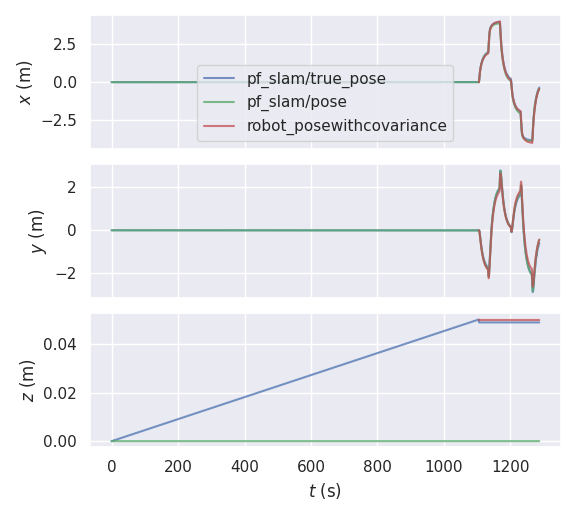 2.5
0.0
−2.5
x (m)
pf_slam/true_pose
pf_slam/pose
robot_posewithcovariance
2
0
−2
y (m)
0.04
0.02
0.00
z (m)
0 200 400 600 800 1000 1200
t (s)